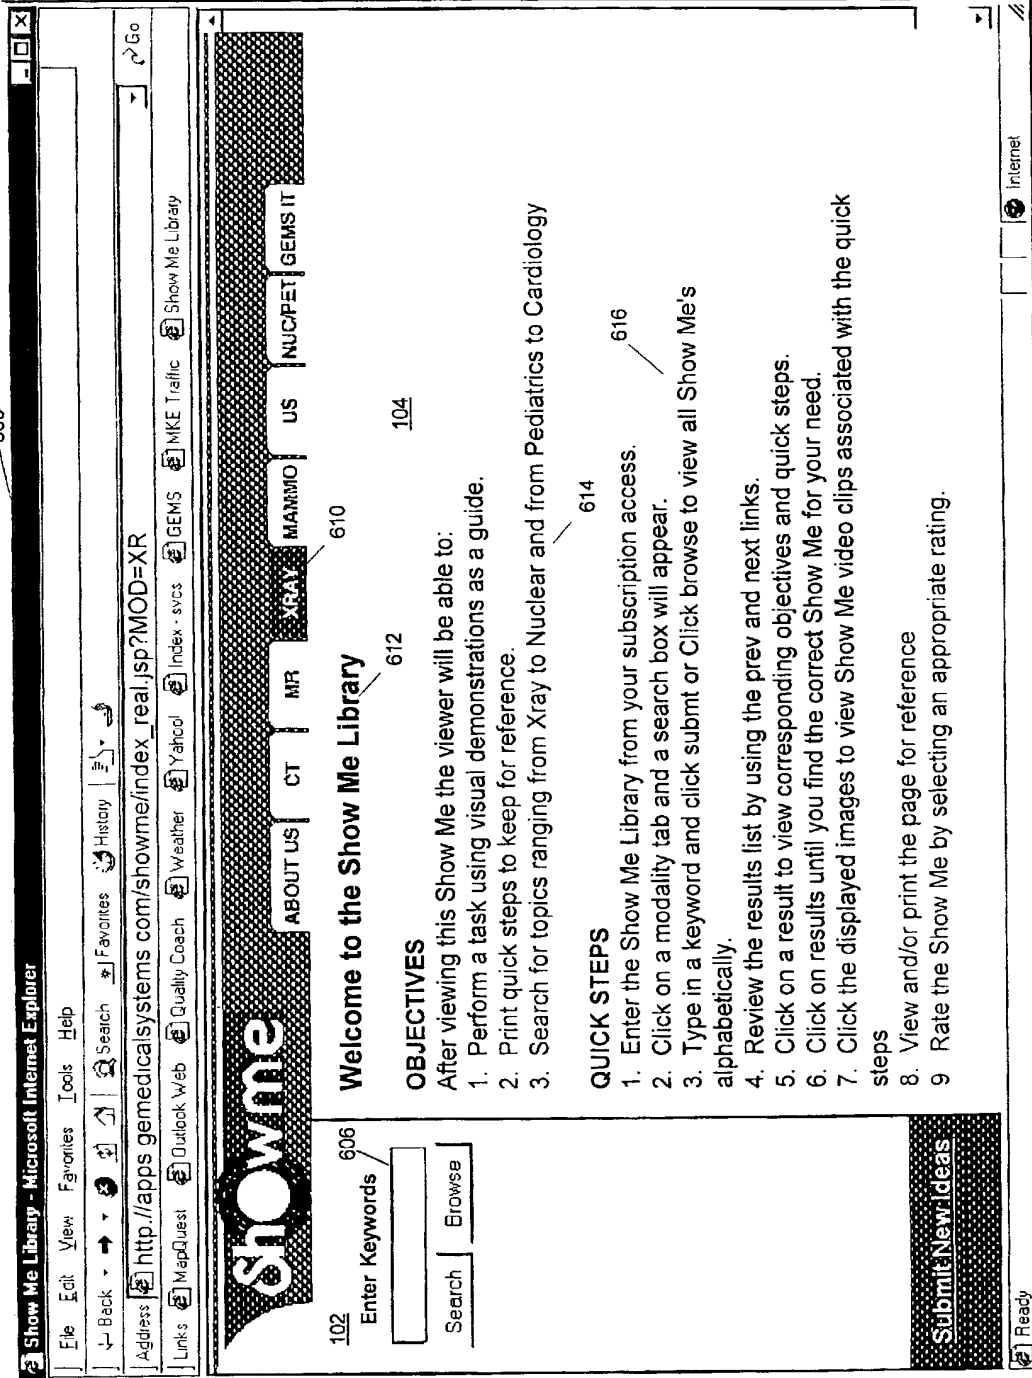 Show Me Library - Microsoft Internet Explorer
File Edit View Favorites Tools Help
Back Search Favorites History
Address http://apps gemedicalsystems com/showme/index_real.jsp?MOD=XR Go
Links MapQuest Outlook Web Quality Coach Weather Yahool Index - svcs GEMS MKE Traffic Show Me Library
Showme
ABOUT US CT MR XRAY MAMMO US NUC/PET GEMS IT
610
102
606
Enter Keywords
Search Browse
Submit New Ideas
Welcome to the Show Me Library
612
104
OBJECTIVES
After viewing this Show Me the viewer will be able to:
1. Perform a task using visual demonstrations as a guide.
2. Print quick steps to keep for reference.
3. Search for topics ranging from Xray to Nuclear and from Pediatrics to Cardiology
614
QUICK STEPS
616
1. Enter the Show Me Library from your subscription access.
2. Click on a modality tab and a search box will appear.
3. Type in a keyword and click submt or Click browse to view all Show Me's
alphabetically.
4. Review the results list by using the prev and next links.
5. Click on a result to view corresponding objectives and quick steps.
6. Click on results until you find the correct Show Me for your need.
7. Click the displayed images to view Show Me video clips associated with the quick
steps
8. View and/or print the page for reference
9 Rate the Show Me by selecting an appropriate rating.
Ready Internet